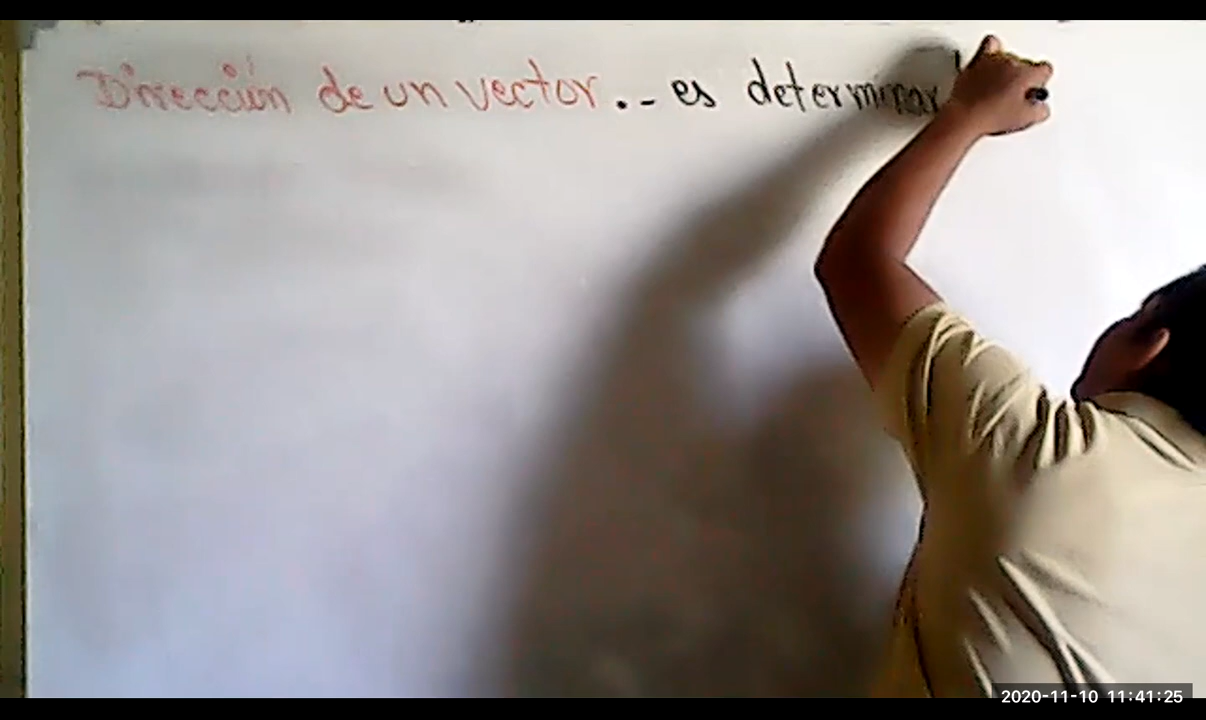 Dirección de un vector.- es determinar
2020-11-10 11:41:25